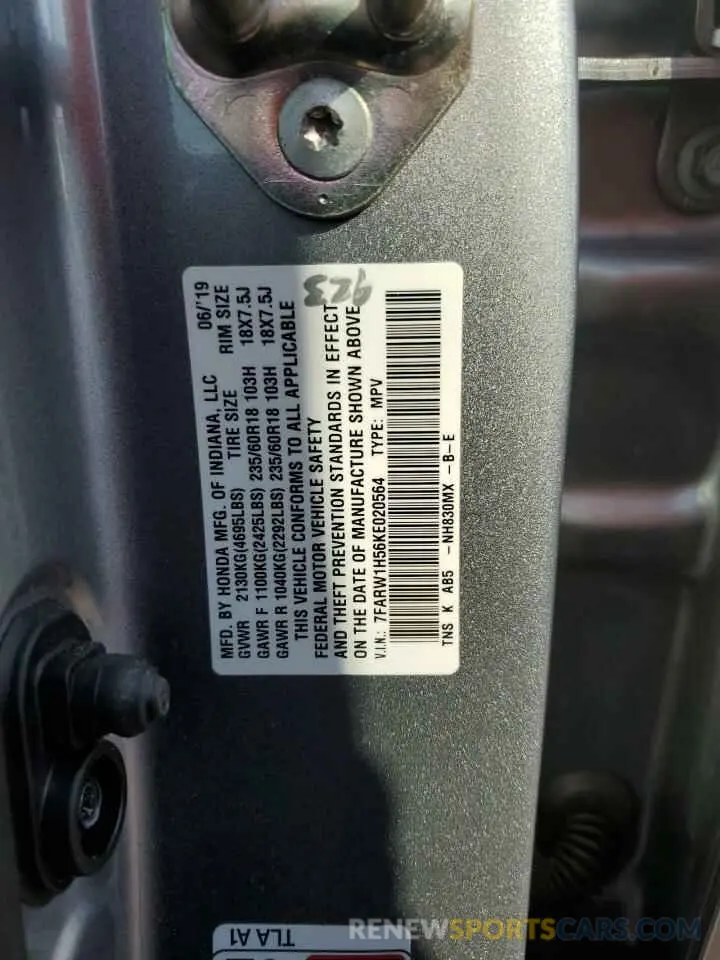 MFD. BY HONDA MFG. OF INDIANA, LLC 06/'19
GVWR 2130KG(4695LBS) TIRE SIZE RIM SIZE
GAWR F 1100KG(2425LBS) 235/60R18 103H 18X7.5J
GAWR R 1040KG(2292LBS) 235/60R18 103H 18X7.5J
THIS VEHICLE CONFORMS TO ALL APPLICABLE
FEDERAL MOTOR VEHICLE SAFETY
AND THEFT PREVENTION STANDARDS IN EFFECT
ON THE DATE OF MANUFACTURE SHOWN ABOVE
923
V.I.N.: 7FARW1H56KE020564 TYPE: MPV
TNS K AB5 -NH830MX -B-E
TLA A1
RENEWSPORTSCARS.COM